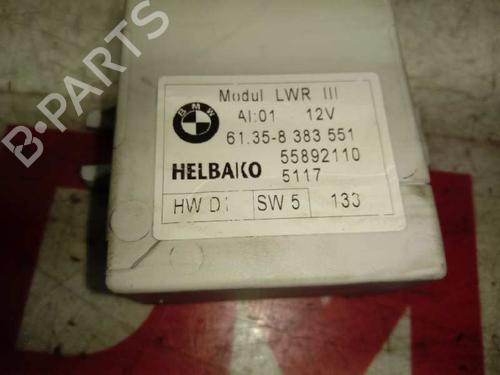 B-PARTS
BMW
Modul LWR III
AI:01 12V
61.35-8 383 551
55892110
HELBAKO 5117
HW D1 SW 5 133